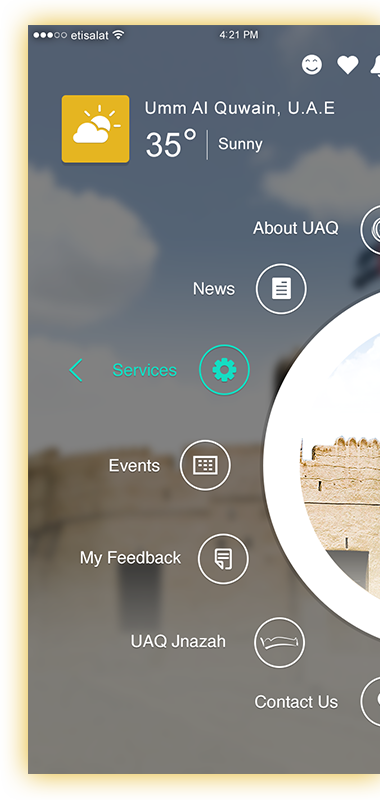 etisalat 4:21 PM
Umm Al Quwain, U.A.E
35° Sunny
About UAQ
News
Services
Events
My Feedback
UAQ Jnazah
Contact Us